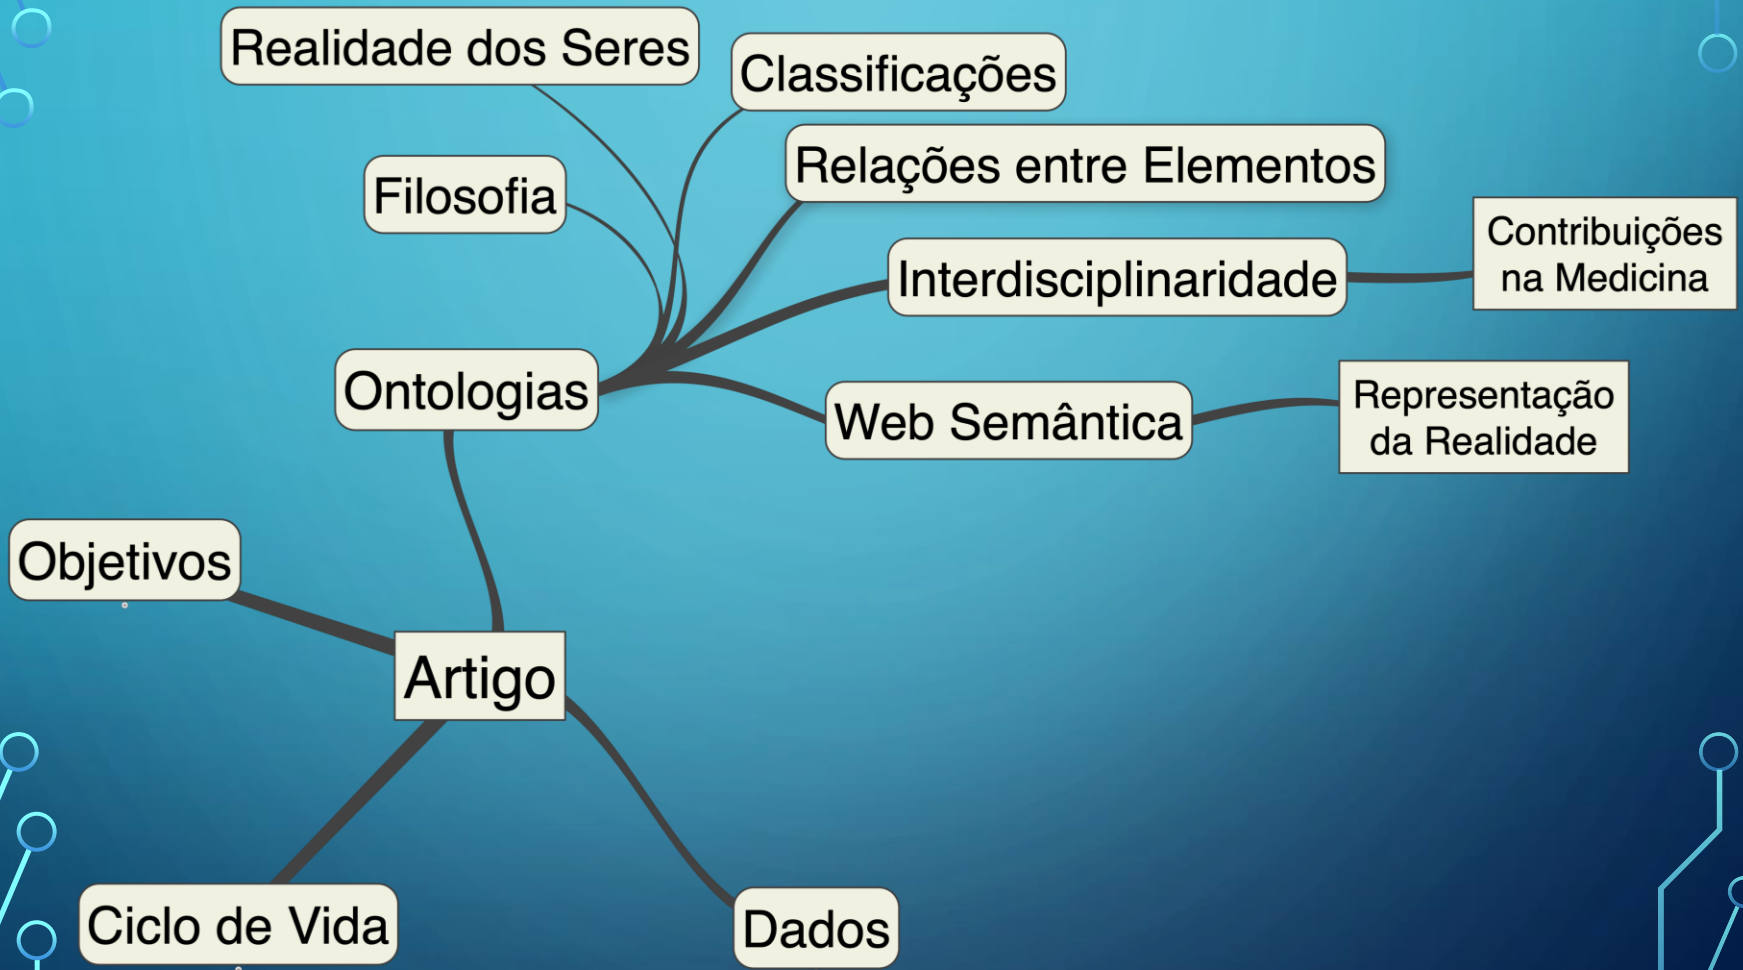 Realidade dos Seres
Classificações
Relações entre Elementos
Filosofia
Contribuições
na Medicina
Interdisciplinaridade
Ontologias
Web Semântica
Representação
da Realidade
Objetivos
Artigo
Ciclo de Vida
Dados